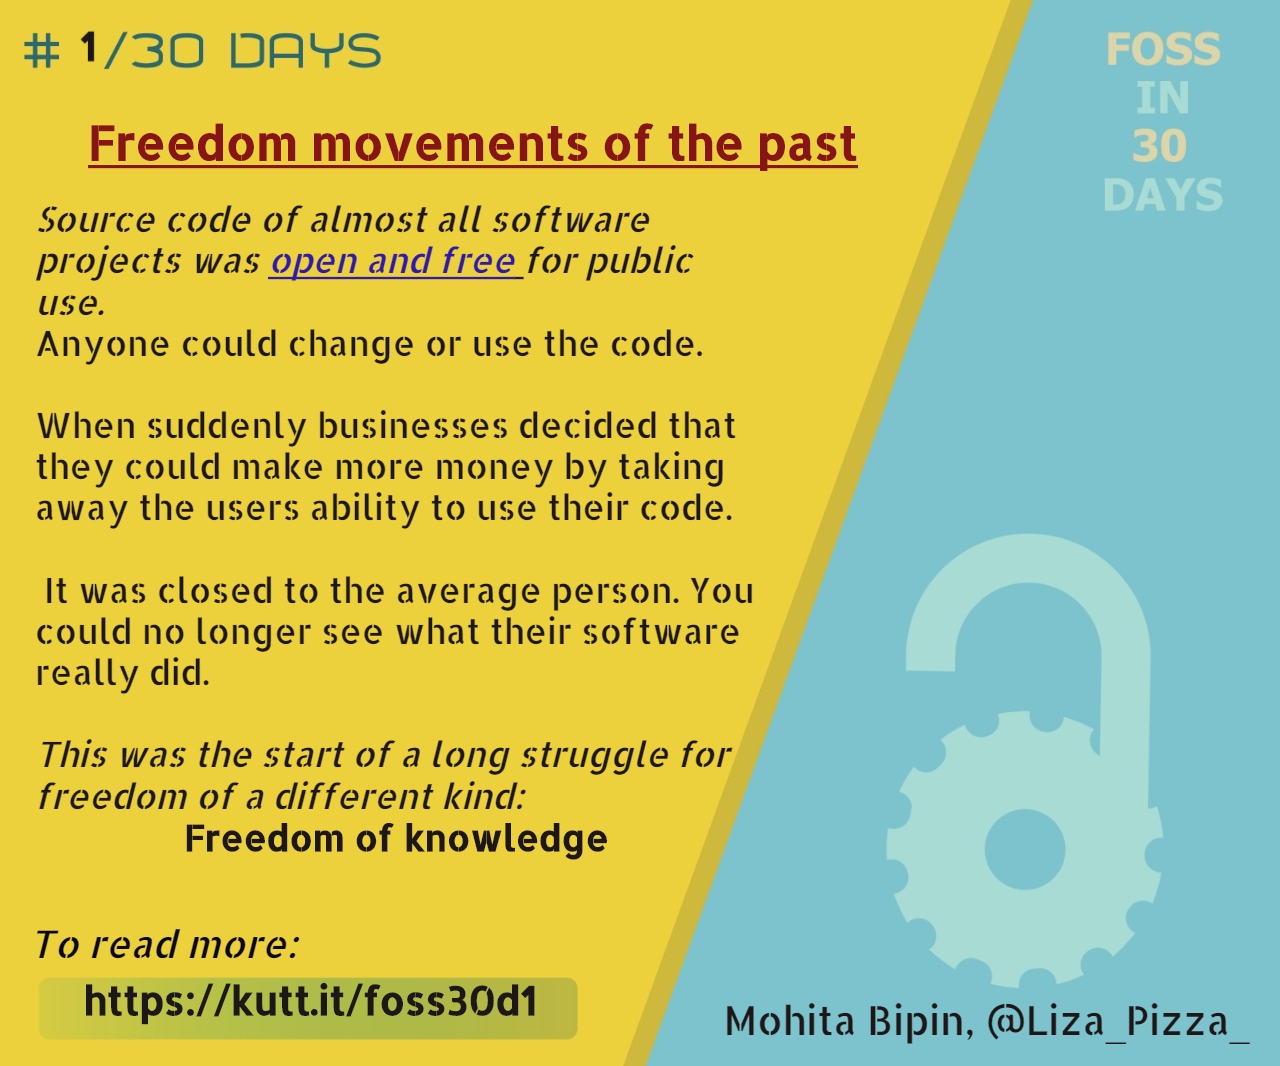 # 1/30 DAYS
FOSS
IN
30
DAYS
Freedom movements of the past
Source code of almost all software
projects was open and free for public
use.
Anyone could change or use the code.
When suddenly businesses decided that
they could make more money by taking
away the users ability to use their code.
It was closed to the average person. You
could no longer see what their software
really did.
This was the start of a long struggle for
freedom of a different kind:
Freedom of knowledge
To read more:
https://kutt.it/foss30d1
Mohita Bipin, @Liza_Pizza_